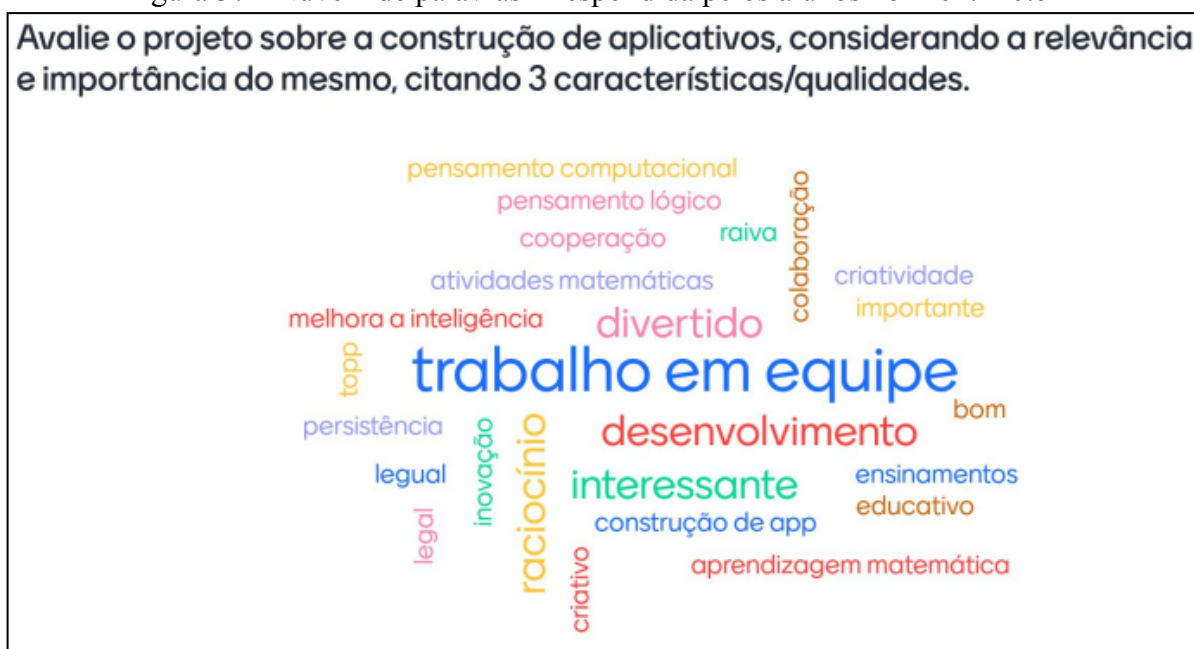 Avalie o projeto sobre a construção de aplicativos, considerando a relevância
e importância do mesmo, citando 3 características/qualidades.
pensamento computacional
pensamento lógico
colaboração
cooperação
raiva
atividades matemáticas
criatividade
importante
melhora a inteligência
divertido
topp
trabalho em equipe
bom
persistência
inovação
raciocínio
desenvolvimento
legual
interessante
ensinamentos
educativo
legal
construção de app
criativo
aprendizagem matemática